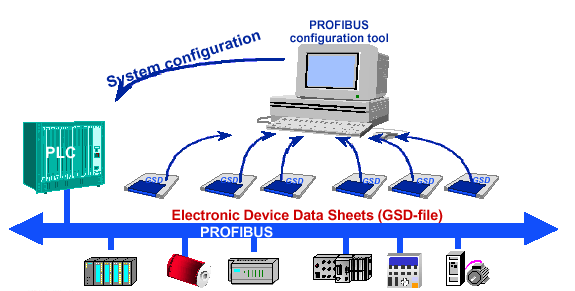 PROFIBUS
configuration tool
System configuration
PLC
GSD
GSD
GSD
GSD
GSD
GSD
Electronic Device Data Sheets (GSD-file)
PROFIBUS